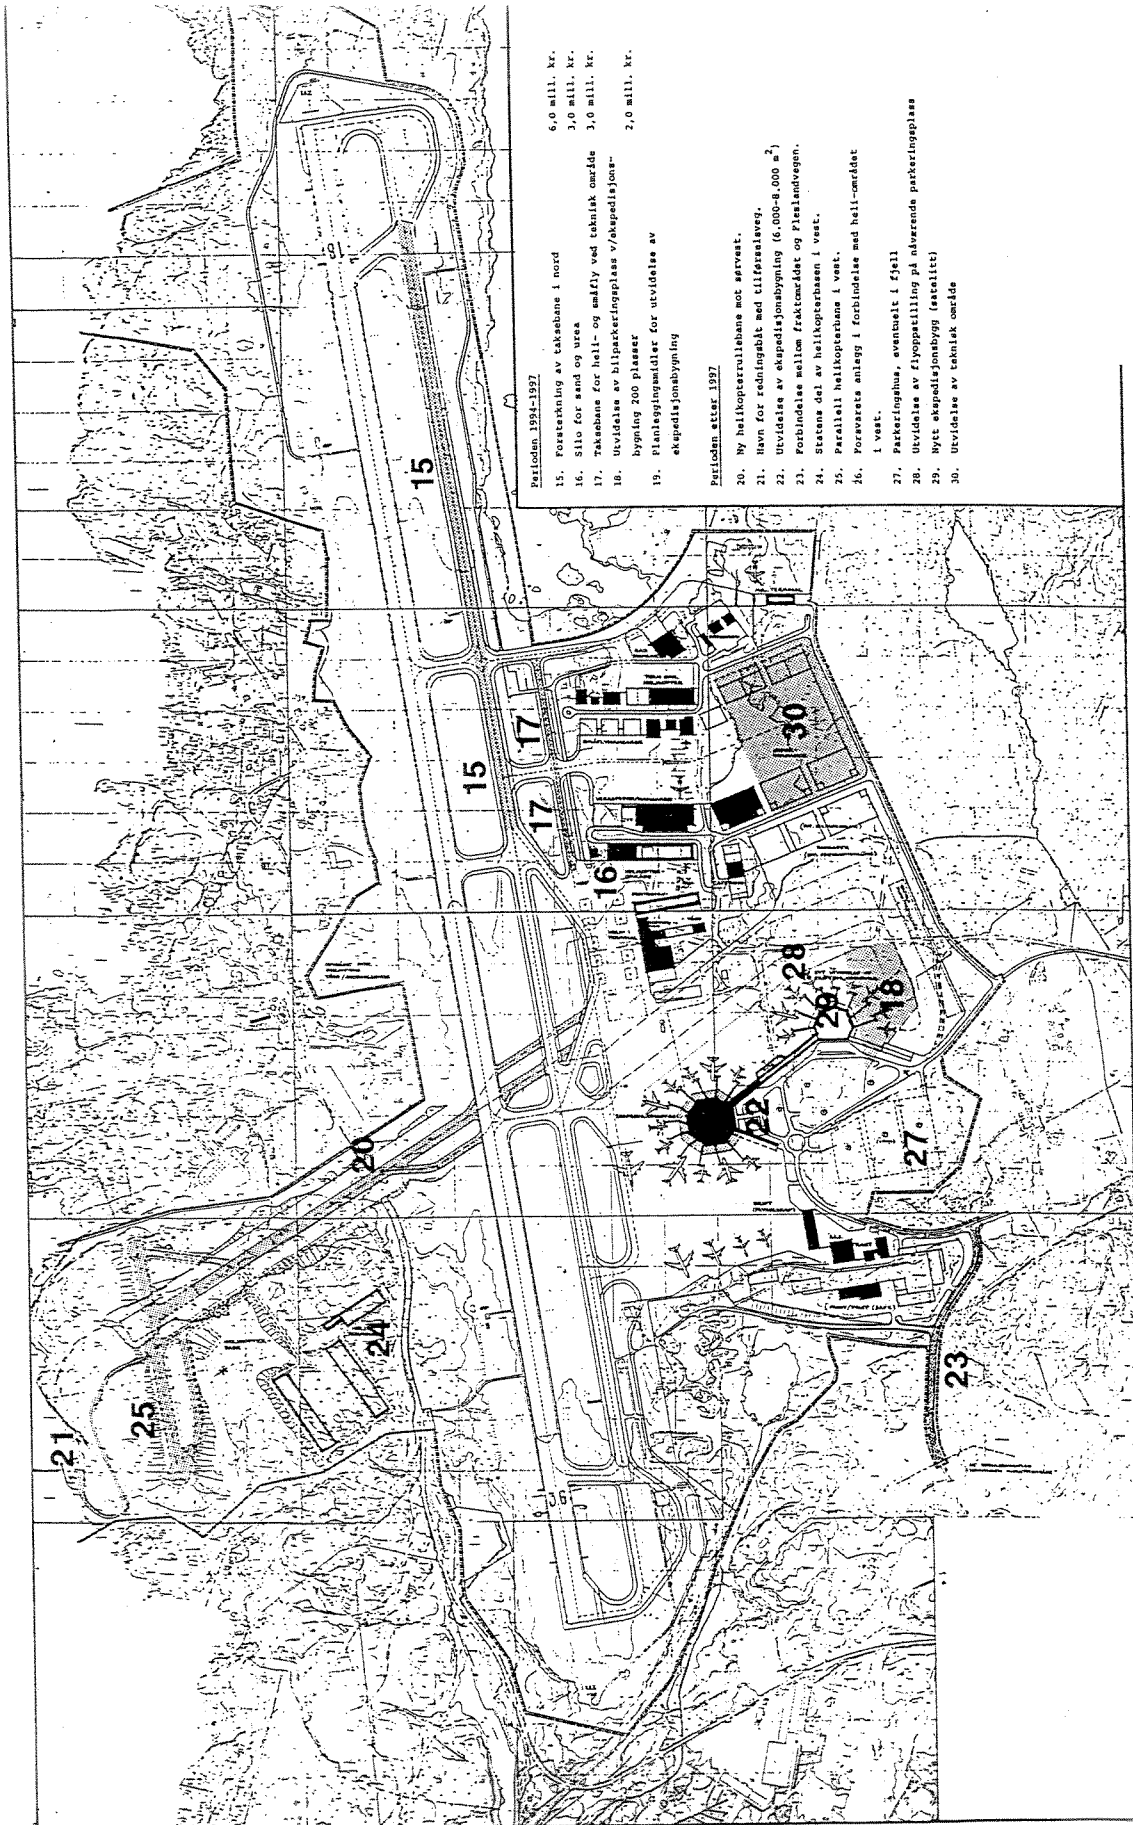 Perioden 1994-1997
15. Forsterkning av taksebane i nord 6,0 mill. kr.
16. Silo for sand og urea 3,0 mill. kr.
17. Taksebane for heli- og småfly ved teknisk område 3,0 mill. kr.
18. Utvidelse av bilparkeringsplass v/ekspedisjons-
bygning 200 plasser 2,0 mill. kr.
19. Planleggingsmidler for utvidelse av
ekspedisjonsbygning
Perioden etter 1997
20. Ny helikopterrullebane mot sørvest.
21. Havn for redningsbåt med tilførselsveg.
22. Utvidelse av ekspedisjonsbygning (6.000-8.000 m²)
23. Forbindelse mellom fraktområdet og Fleslandvegen.
24. Statens del av helikopterbasen i vest.
25. Parallell helikopterbane i vest.
26. Forsvarets anlegg i forbindelse med heli-området
i vest.
27. Parkeringshus, eventuelt i fjell
28. Utvidelse av flyoppstilling på nåværende parkeringsplass
29. Nytt ekspedisjonsbygg (satalitt)
30. Utvidelse av teknisk område
21
25
24
20
15
15
17
17
16
30
28
29
18
22
27
23